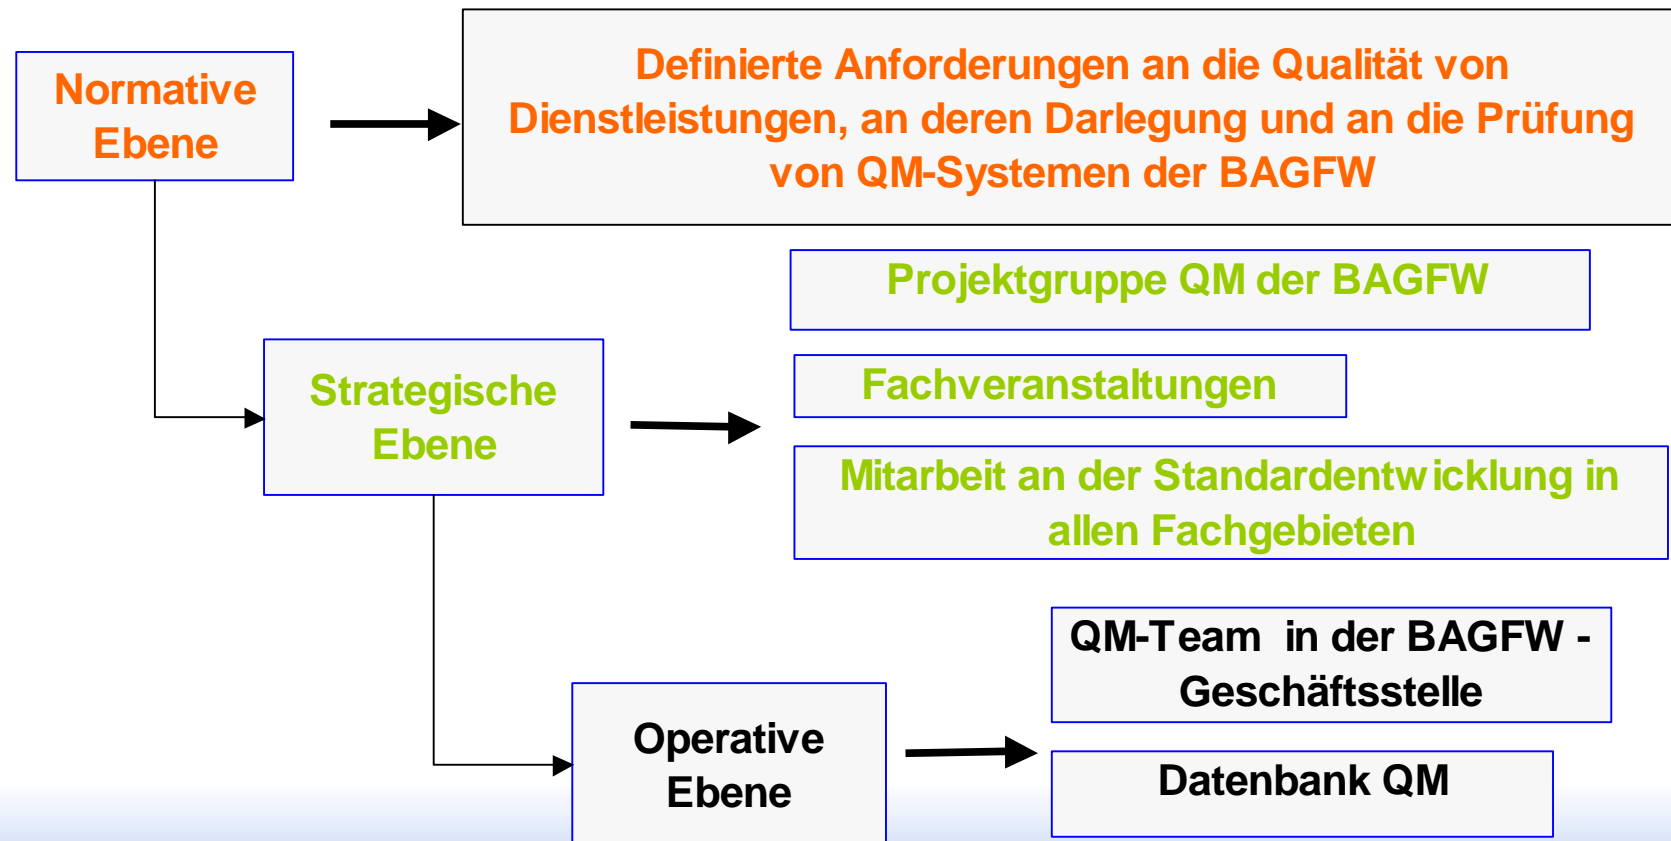 Normative
Ebene
Definierte Anforderungen an die Qualität von
Dienstleistungen, an deren Darlegung und an die Prüfung
von QM-Systemen der BAGFW
Projektgruppe QM der BAGFW
Strategische
Ebene
Fachveranstaltungen
Mitarbeit an der Standardentwicklung in
allen Fachgebieten
QM-Team in der BAGFW -
Geschäftsstelle
Operative
Ebene
Datenbank QM